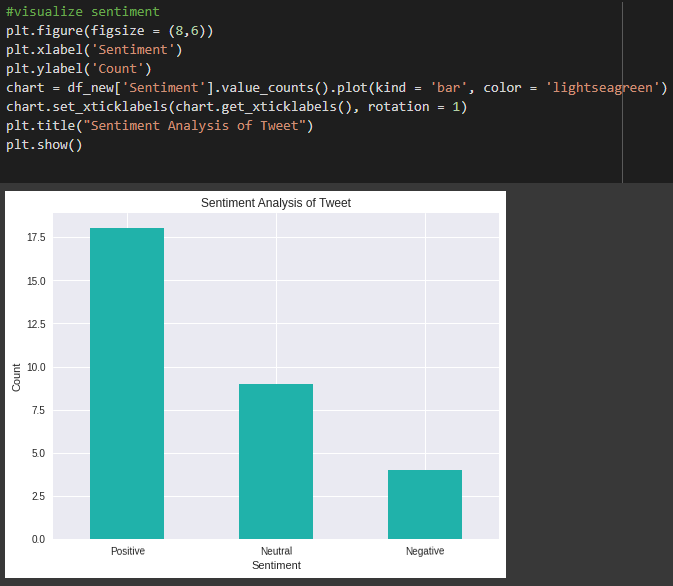 #visualize sentiment
plt.figure(figsize = (8,6))
plt.xlabel('Sentiment')
plt.ylabel('Count')
chart = df_new['Sentiment'].value_counts().plot(kind = 'bar', color = 'lightseagreen')
chart.set_xticklabels(chart.get_xticklabels(), rotation = 1)
plt.title("Sentiment Analysis of Tweet")
plt.show()
Sentiment Analysis of Tweet
17.5
15.0
12.5
10.0
Count
7.5
5.0
2.5
0.0
Positive Neutral Negative
Sentiment